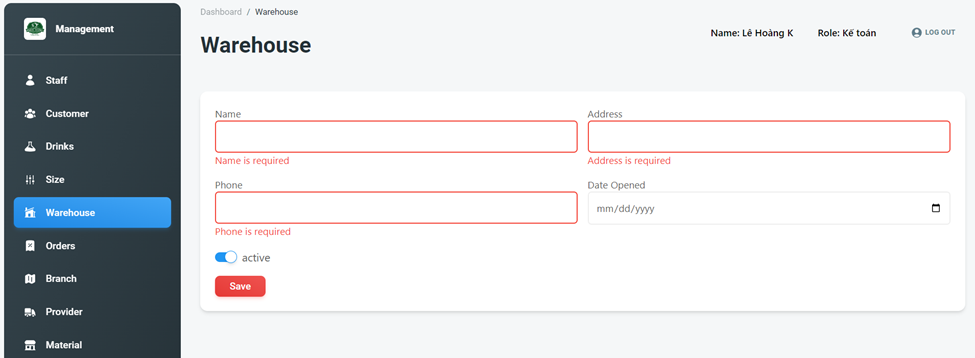 Management
Staff
Customer
Drinks
Size
Warehouse
Orders
Branch
Provider
Material
Dashboard / Warehouse
Warehouse
Name: Lê Hoàng K Role: Kế toán LOG OUT
Name Address
Name is required Address is required
Phone Date Opened
mm/dd/yyyy
Phone is required
active
Save